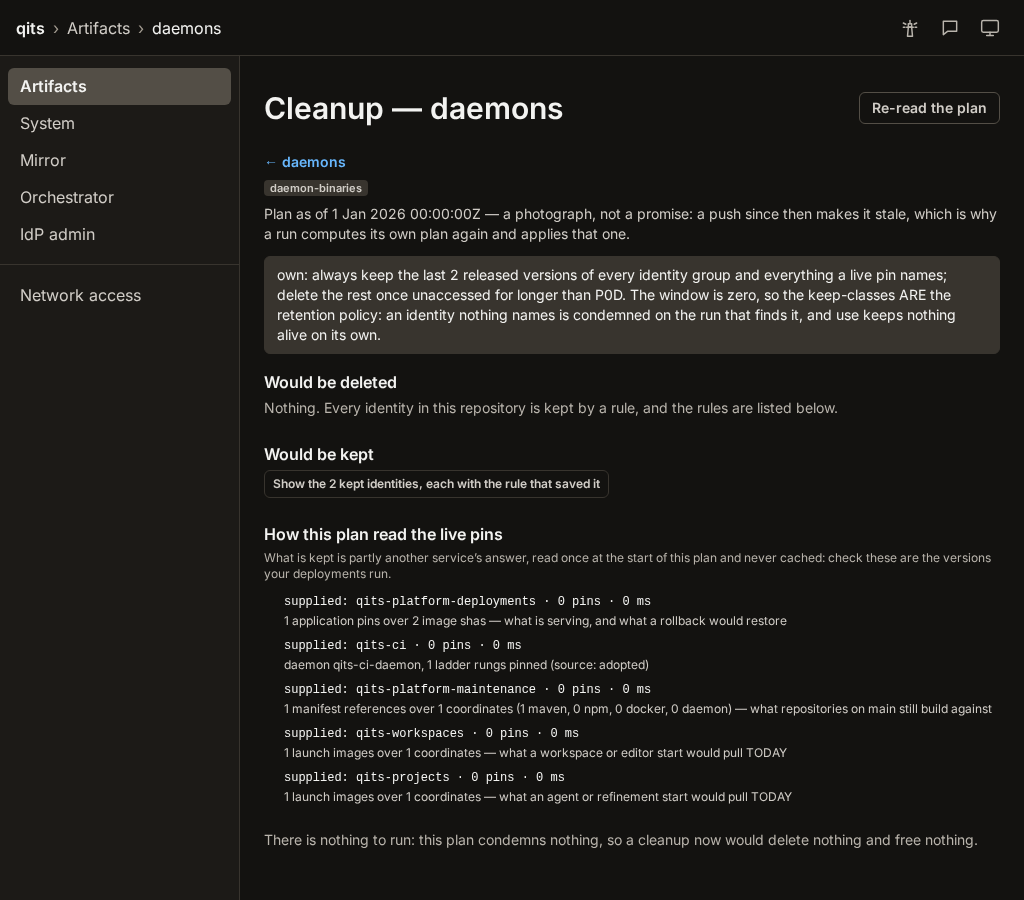 qits › Artifacts › daemons
Artifacts
System
Mirror
Orchestrator
IdP admin
Network access
Cleanup — daemons
Re-read the plan
← daemons
daemon-binaries
Plan as of 1 Jan 2026 00:00:00Z — a photograph, not a promise: a push since then makes it stale, which is why
a run computes its own plan again and applies that one.
own: always keep the last 2 released versions of every identity group and everything a live pin names;
delete the rest once unaccessed for longer than P0D. The window is zero, so the keep-classes ARE the
retention policy: an identity nothing names is condemned on the run that finds it, and use keeps nothing
alive on its own.
Would be deleted
Nothing. Every identity in this repository is kept by a rule, and the rules are listed below.
Would be kept
Show the 2 kept identities, each with the rule that saved it
How this plan read the live pins
What is kept is partly another service’s answer, read once at the start of this plan and never cached: check these are the versions
your deployments run.
supplied: qits-platform-deployments · 0 pins · 0 ms
1 application pins over 2 image shas — what is serving, and what a rollback would restore
supplied: qits-ci · 0 pins · 0 ms
daemon qits-ci-daemon, 1 ladder rungs pinned (source: adopted)
supplied: qits-platform-maintenance · 0 pins · 0 ms
1 manifest references over 1 coordinates (1 maven, 0 npm, 0 docker, 0 daemon) — what repositories on main still build against
supplied: qits-workspaces · 0 pins · 0 ms
1 launch images over 1 coordinates — what a workspace or editor start would pull TODAY
supplied: qits-projects · 0 pins · 0 ms
1 launch images over 1 coordinates — what an agent or refinement start would pull TODAY
There is nothing to run: this plan condemns nothing, so a cleanup now would delete nothing and free nothing.